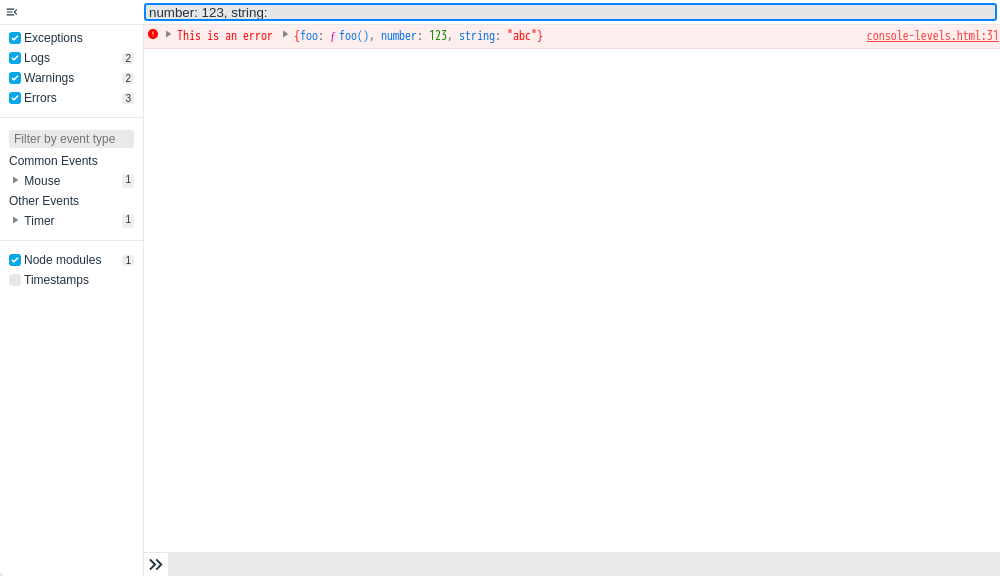 number: 123, string:
Exceptions
Logs 2
Warnings 2
Errors 3
Filter by event type
Common Events
Mouse 1
Other Events
Timer 1
Node modules 1
Timestamps
This is an error {foo: ƒ foo(), number: 123, string: "abc"} console-levels.html:31